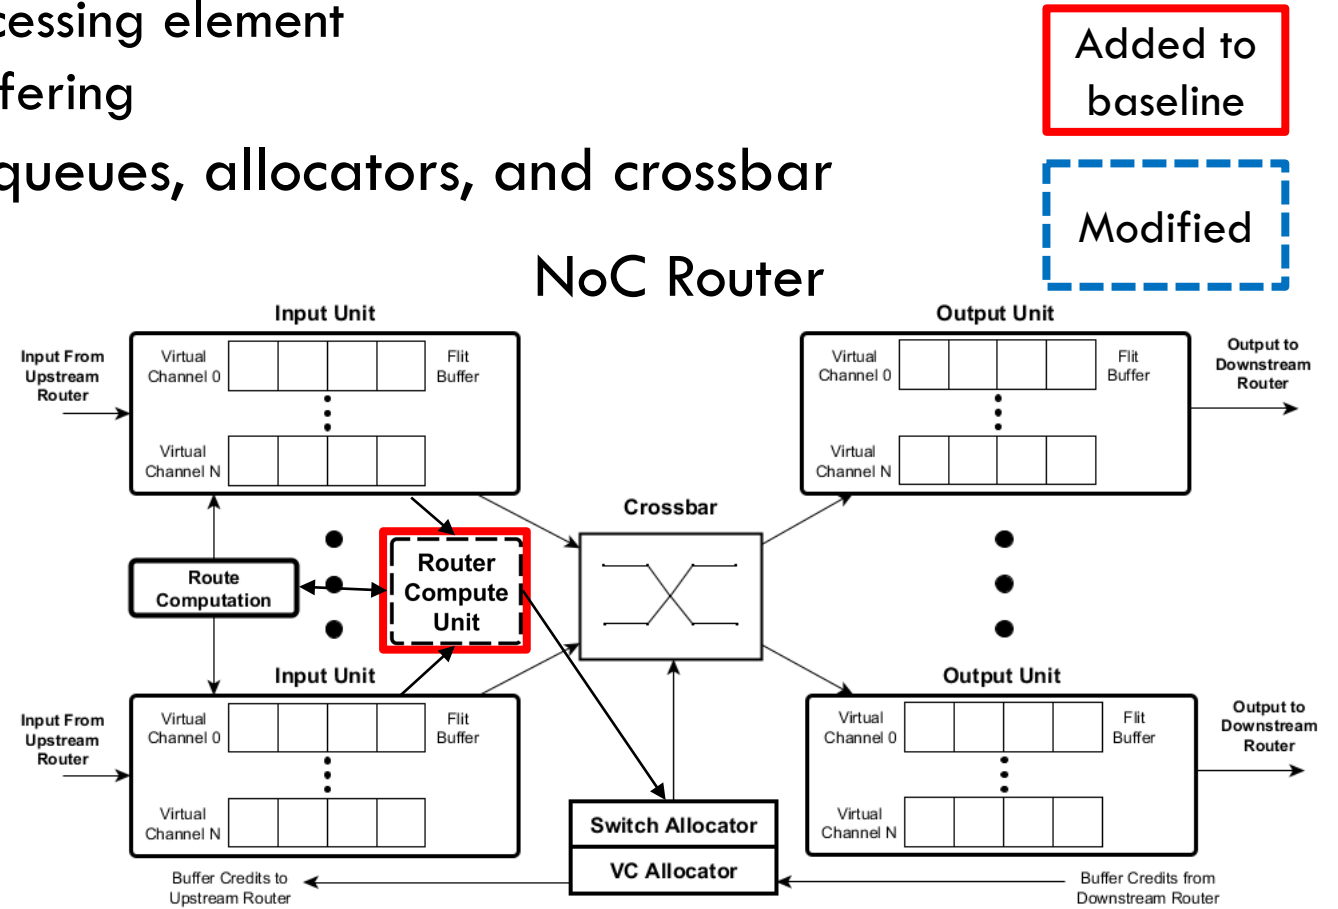 cessing element
fering
queues, allocators, and crossbar
Added to
baseline
Modified
NoC Router
Input Unit
Input From
Upstream
Router
Virtual
Channel 0
Flit
Buffer
Virtual
Channel N
Output Unit
Virtual
Channel 0
Flit
Buffer
Virtual
Channel N
Output to
Downstream
Router
Crossbar
Route
Computation
Router
Compute
Unit
Input Unit
Input From
Upstream
Router
Virtual
Channel 0
Flit
Buffer
Virtual
Channel N
Output Unit
Virtual
Channel 0
Flit
Buffer
Virtual
Channel N
Output to
Downstream
Router
Switch Allocator
VC Allocator
Buffer Credits to
Upstream Router
Buffer Credits from
Downstream Router